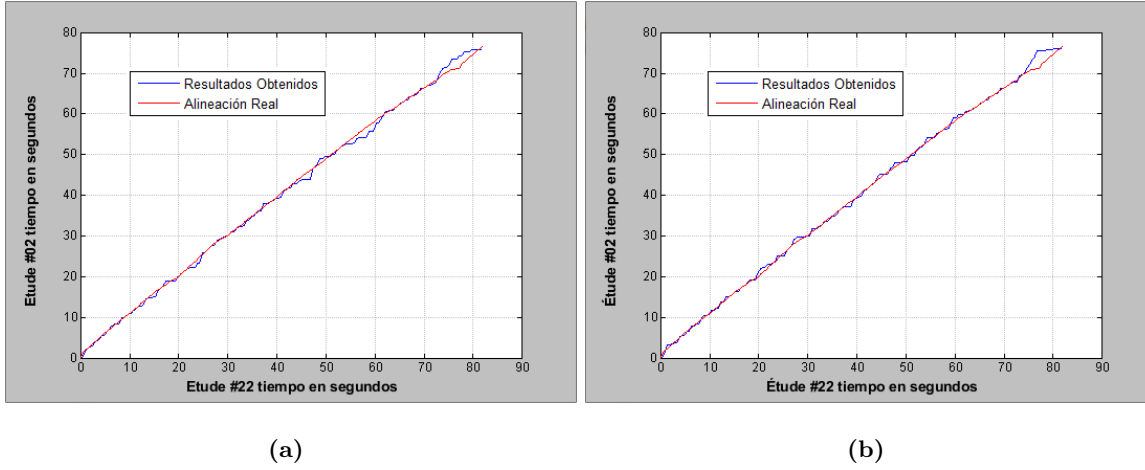 80
70
60
50
40
30
20
10
0
Etude #02 tiempo en segundos
Resultados Obtenidos
Alineación Real
0 10 20 30 40 50 60 70 80 90
Etude #22 tiempo en segundos
(a)
80
70
60
50
40
30
20
10
0
Étude #02 tiempo en segundos
Resultados Obtenidos
Alineación Real
0 10 20 30 40 50 60 70 80 90
Étude #22 tiempo en segundos
(b)